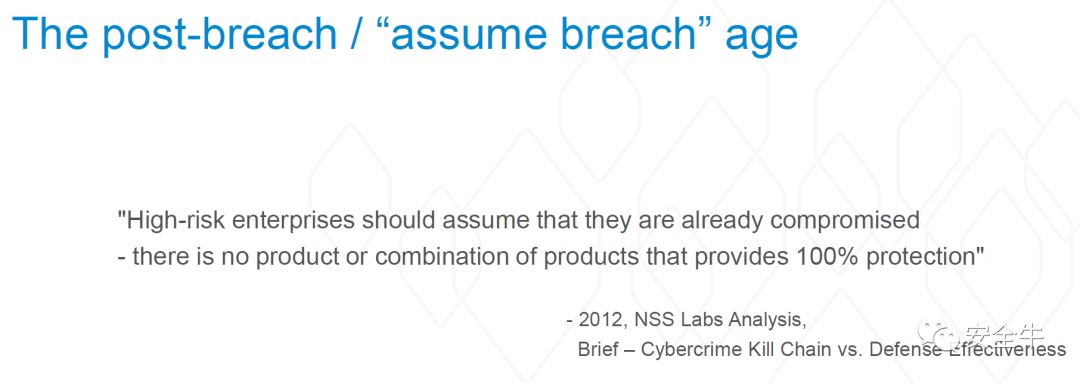 The post-breach / “assume breach” age
"High-risk enterprises should assume that they are already compromised
- there is no product or combination of products that provides 100% protection"
- 2012, NSS Labs Analysis,
安全牛
Brief – Cybercrime Kill Chain vs. Defense Effectiveness